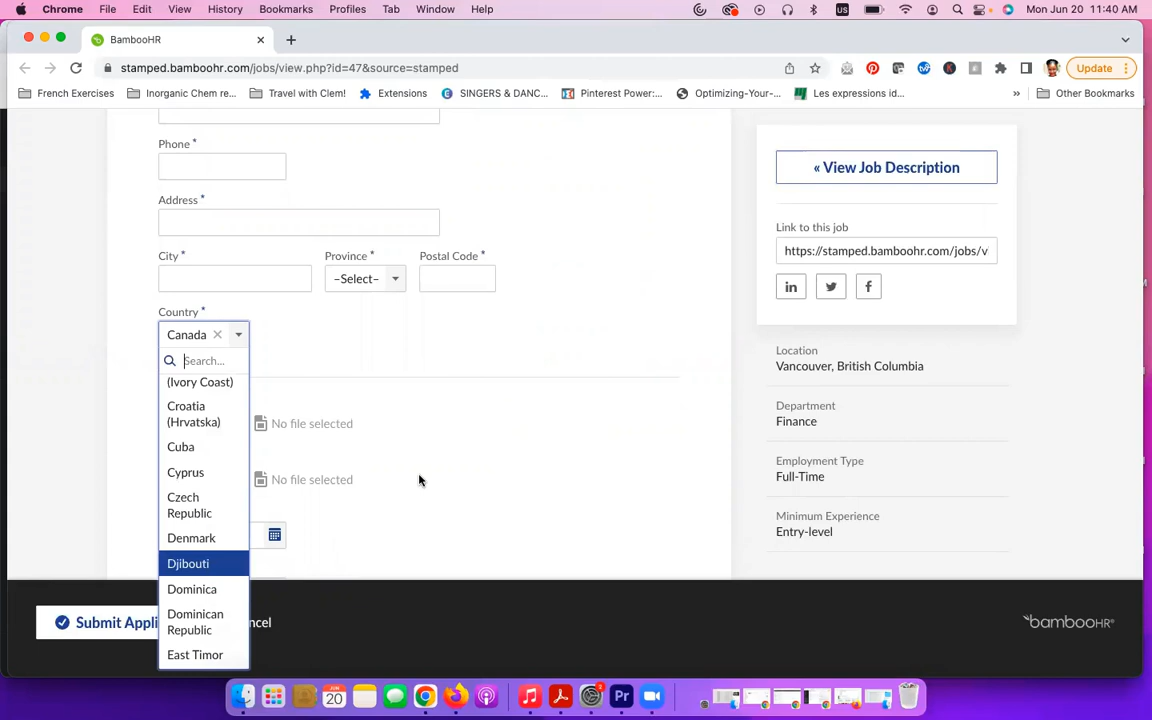 Chrome File Edit View History Bookmarks Profiles Tab Window Help US Mon Jun 20 11:40 AM
BambooHR
stamped.bamboohr.com/jobs/view.php?id=47&source=stamped Update
French Exercises Inorganic Chem re... Travel with Clem! Extensions SINGERS & DANC... Pinterest Power:... Optimizing-Your-... Les expressions id... » Other Bookmarks
Phone *
Address *
City * Province * Postal Code *
–Select–
Country *
Canada
Search...
(Ivory Coast)
Croatia
(Hrvatska)
Cuba
Cyprus
Czech
Republic
Denmark
Djibouti
Dominica
Dominican
Republic
East Timor
No file selected
No file selected
« View Job Description
Link to this job
https://stamped.bamboohr.com/jobs/v
in
f
Location
Vancouver, British Columbia
Department
Finance
Employment Type
Full-Time
Minimum Experience
Entry-level
Submit Appli ncel
bambooHR
JUN
20
Pr